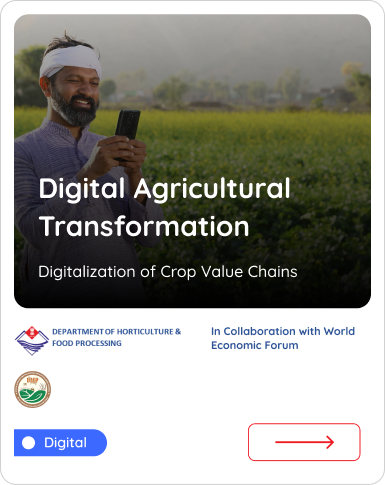 Digital Agricultural
Transformation
Digitalization of Crop Value Chains
DEPARTMENT OF HORTICULTURE &
FOOD PROCESSING
In Collaboration with World
Economic Forum
Digital